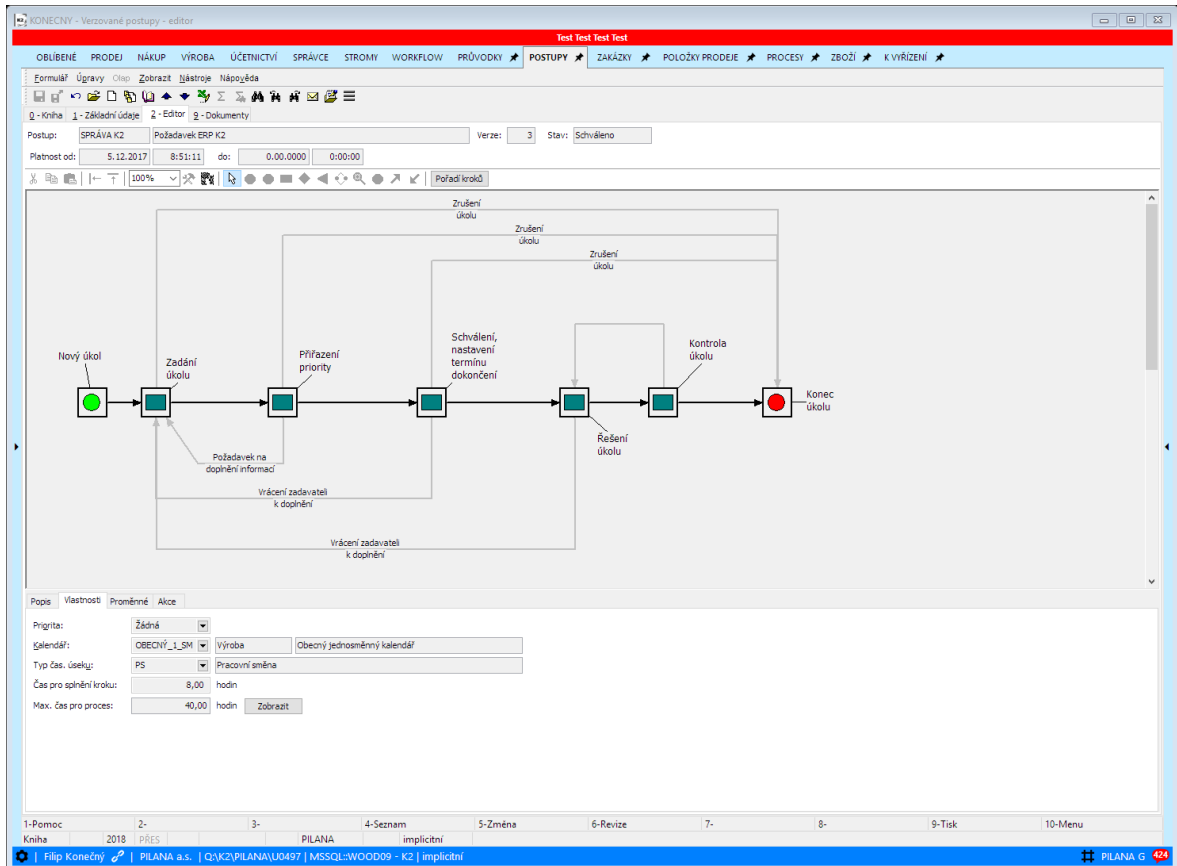 KONECNY - Verzované postupy - editor
Test Test Test Test
OBLÍBENÉ PRODEJ NÁKUP VÝROBA ÚČETNICTVÍ SPRÁVCE STROMY WORKFLOW PRŮVODKY POSTUPY ZAKÁZKY POLOŽKY PRODEJE PROCESY ZBOŽÍ K VYŘÍZENÍ
Formulář Úpravy Olap Zobrazit Nástroje Nápověda
0 - Kniha 1 - Základní údaje 2 - Editor 9 - Dokumenty
Postup: SPRÁVA K2 Požadavek ERP K2 Verze: 3 Stav: Schváleno
Platnost od: 5.12.2017 8:51:11 do: 0.00.0000 0:00:00
100% Pořadí kroků
Zrušení
úkolu
Zrušení
úkolu
Zrušení
úkolu
Nový úkol
Zadání
úkolu
Přiřazení
priority
Schválení,
nastavení
termínu
dokončení
Kontrola
úkolu
Konec
úkolu
Řešení
úkolu
Požadavek na
doplnění informací
Vrácení zadavateli
k doplnění
Vrácení zadavateli
k doplnění
Popis Vlastnosti Proměnné Akce
Priorita: Žádná
Kalendář: OBECNÝ_1_SM Výroba Obecný jednosměnný kalendář
Typ čas. úseku: PS Pracovní směna
Čas pro splnění kroku: 8,00 hodin
Max. čas pro proces: 40,00 hodin Zobrazit
1-Pomoc 2- 3- 4-Seznam 5-Změna 6-Revize 7- 8- 9-Tisk 10-Menu
Kniha 2018 PŘES PILANA implicitní
Filip Konečný | PILANA a.s. | Q:\K2\PILANA\U0497 | MSSQL::WOOD09 - K2 | implicitní PILANA G 424